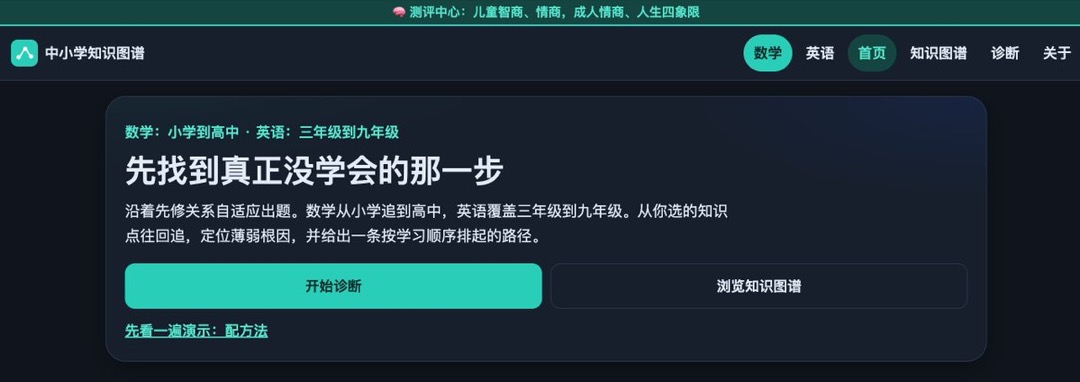 🧠 测评中心：儿童智商、情商，成人情商、人生四象限
中小学知识图谱
数学 英语 首页 知识图谱 诊断 关于
数学：小学到高中 · 英语：三年级到九年级
先找到真正没学会的那一步
沿着先修关系自适应出题。数学从小学追到高中，英语覆盖三年级到九年级。从你选的知识
点往回追，定位薄弱根因，并给出一条按学习顺序排起的路径。
开始诊断
浏览知识图谱
先看一遍演示：配方法